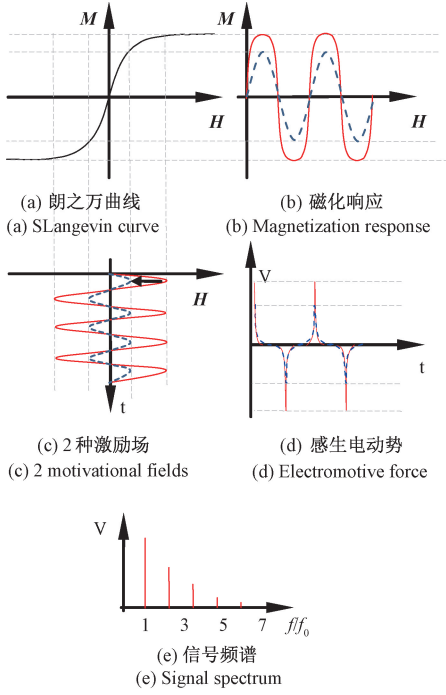 M
M
H
H
(a) 朗之万曲线
(b) 磁化响应
(a) SLangevin curve
(b) Magnetization response
V
H
t
t
(c) 2种激励场
(d) 感生电动势
(c) 2 motivational fields
(d) Electromotive force
V
1 3 5 7 f/f0
(e) 信号频谱
(e) Signal spectrum